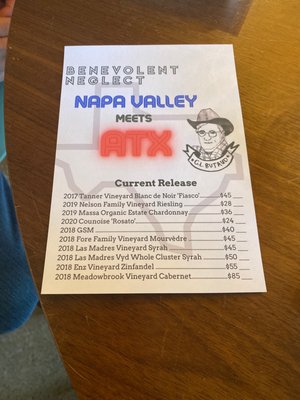 BENEVOLENT
NEGLECT
NAPA VALLEY
MEETS
ATX
C.L. BUTAUD
Current Release
2017 Tanner Vineyard Blanc de Noir 'Fiasco' $45
2019 Nelson Family Vineyard Riesling $28
2019 Massa Organic Estate Chardonnay $36
2020 Counoise 'Rosato' $24
2018 GSM $40
2018 Fore Family Vineyard Mourvèdre $45
2018 Las Madres Vineyard Syrah $45
2018 Las Madres Vyd Whole Cluster Syrah $50
2018 Enz Vineyard Zinfandel $55
2018 Meadowbrook Vineyard Cabernet $85